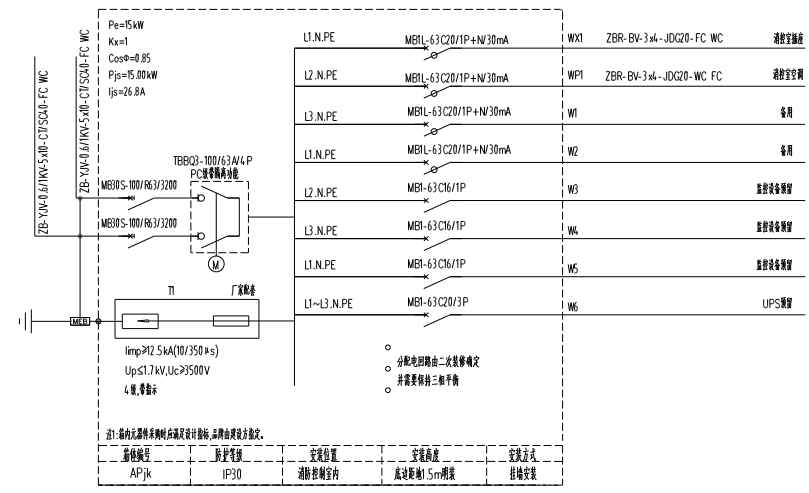 Pe=15kW
Kx=1
CosΦ=0.85
Pjs=15.00kW
Ijs=26.8A
ZB-YJV-0.6/1KV-5x10-CT/SC40-FC WC
ZB-YJV-0.6/1KV-5x10-CT/SC40-FC WC
TBBQ3-100/63A/4P
PC级带隔离功能
MB30S-100/R63/3200
MB30S-100/R63/3200
M
L1.N.PE MB1L-63C20/1P+N/30mA WX1 ZBR-BV-3x4-JDG20-FC WC 消控室插座
L2.N.PE MB1L-63C20/1P+N/30mA WP1 ZBR-BV-3x4-JDG20-WC FC 消控室空调
L3.N.PE MB1L-63C20/1P+N/30mA W1 备用
L1.N.PE MB1L-63C20/1P+N/30mA W2 备用
L2.N.PE MB1-63C16/1P W3 监控设备预留
L3.N.PE MB1-63C16/1P W4 监控设备预留
L1.N.PE MB1-63C16/1P W5 监控设备预留
L1~L3.N.PE MB1-63C20/3P W6 UPS预留
T1 厂家配套
MEB
Iimp≥12.5kA(10/350μs)
Up≤1.7kV,Uc≥3500V
4级,带指示
分配电回路由二次装修确定
并需要保持三相平衡
注1:箱内元器件采购时应满足设计指标,品牌由建设方指定。
箱体编号 防护等级 安装位置 安装高度 安装方式
APjk IP30 消防控制室内 底边距地1.5m明装 挂墙安装